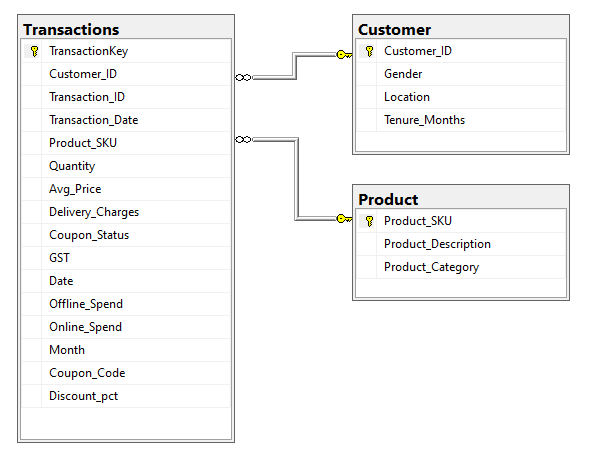 Transactions
TransactionKey
Customer_ID
Transaction_ID
Transaction_Date
Product_SKU
Quantity
Avg_Price
Delivery_Charges
Coupon_Status
GST
Date
Offline_Spend
Online_Spend
Month
Coupon_Code
Discount_pct
Customer
Customer_ID
Gender
Location
Tenure_Months
Product
Product_SKU
Product_Description
Product_Category